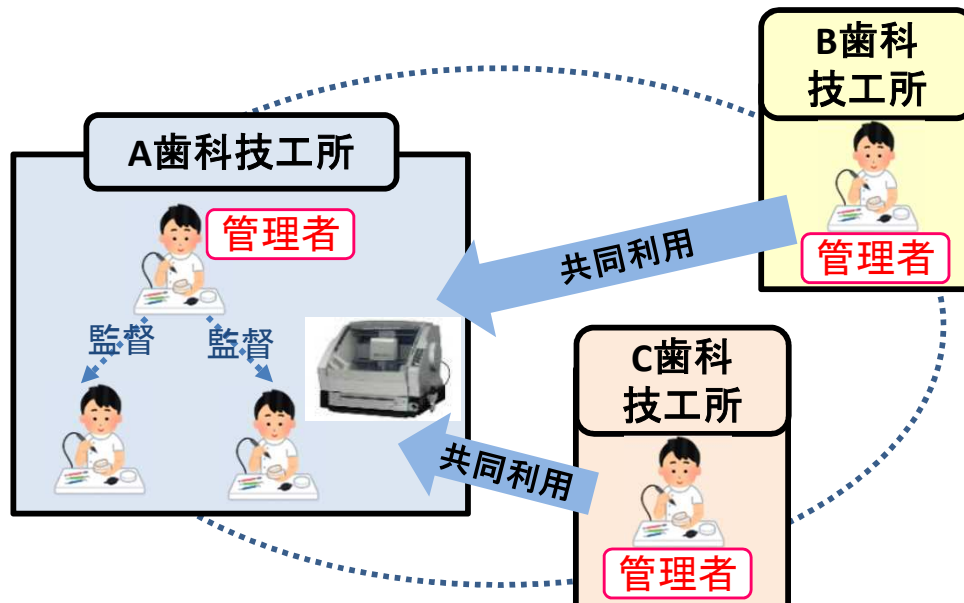 A歯科技工所
管理者
監督
監督
B歯科
技工所
管理者
共同利用
C歯科
技工所
管理者
共同利用